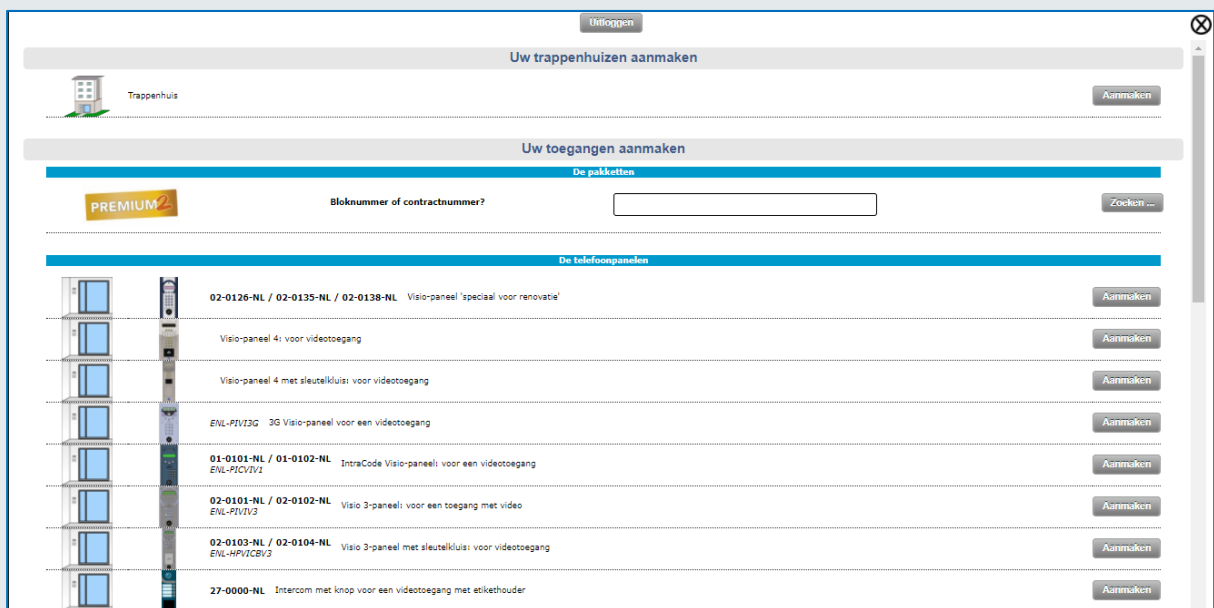 Uitloggen
Uw trappenhuizen aanmaken
Trappenhuis Aanmaken
Uw toegangen aanmaken
De pakketten
PREMIUM2 Bloknummer of contractnummer? Zoeken ...
De telefoonpanelen
02-0126-NL / 02-0135-NL / 02-0138-NL Visio-paneel 'speciaal voor renovatie' Aanmaken
Visio-paneel 4: voor videotoegang Aanmaken
Visio-paneel 4 met sleutelkluis: voor videotoegang Aanmaken
ENL-PIVI3G 3G Visio-paneel voor een videotoegang Aanmaken
01-0101-NL / 01-0102-NL IntraCode Visio-paneel: voor een videotoegang Aanmaken
ENL-PICVIV1
02-0101-NL / 02-0102-NL Visio 3-paneel: voor een toegang met video Aanmaken
ENL-PIVIV3
02-0103-NL / 02-0104-NL Visio 3-paneel met sleutelkluis: voor videotoegang Aanmaken
ENL-HPVICBV3
27-0000-NL Intercom met knop voor een videotoegang met etikethouder Aanmaken